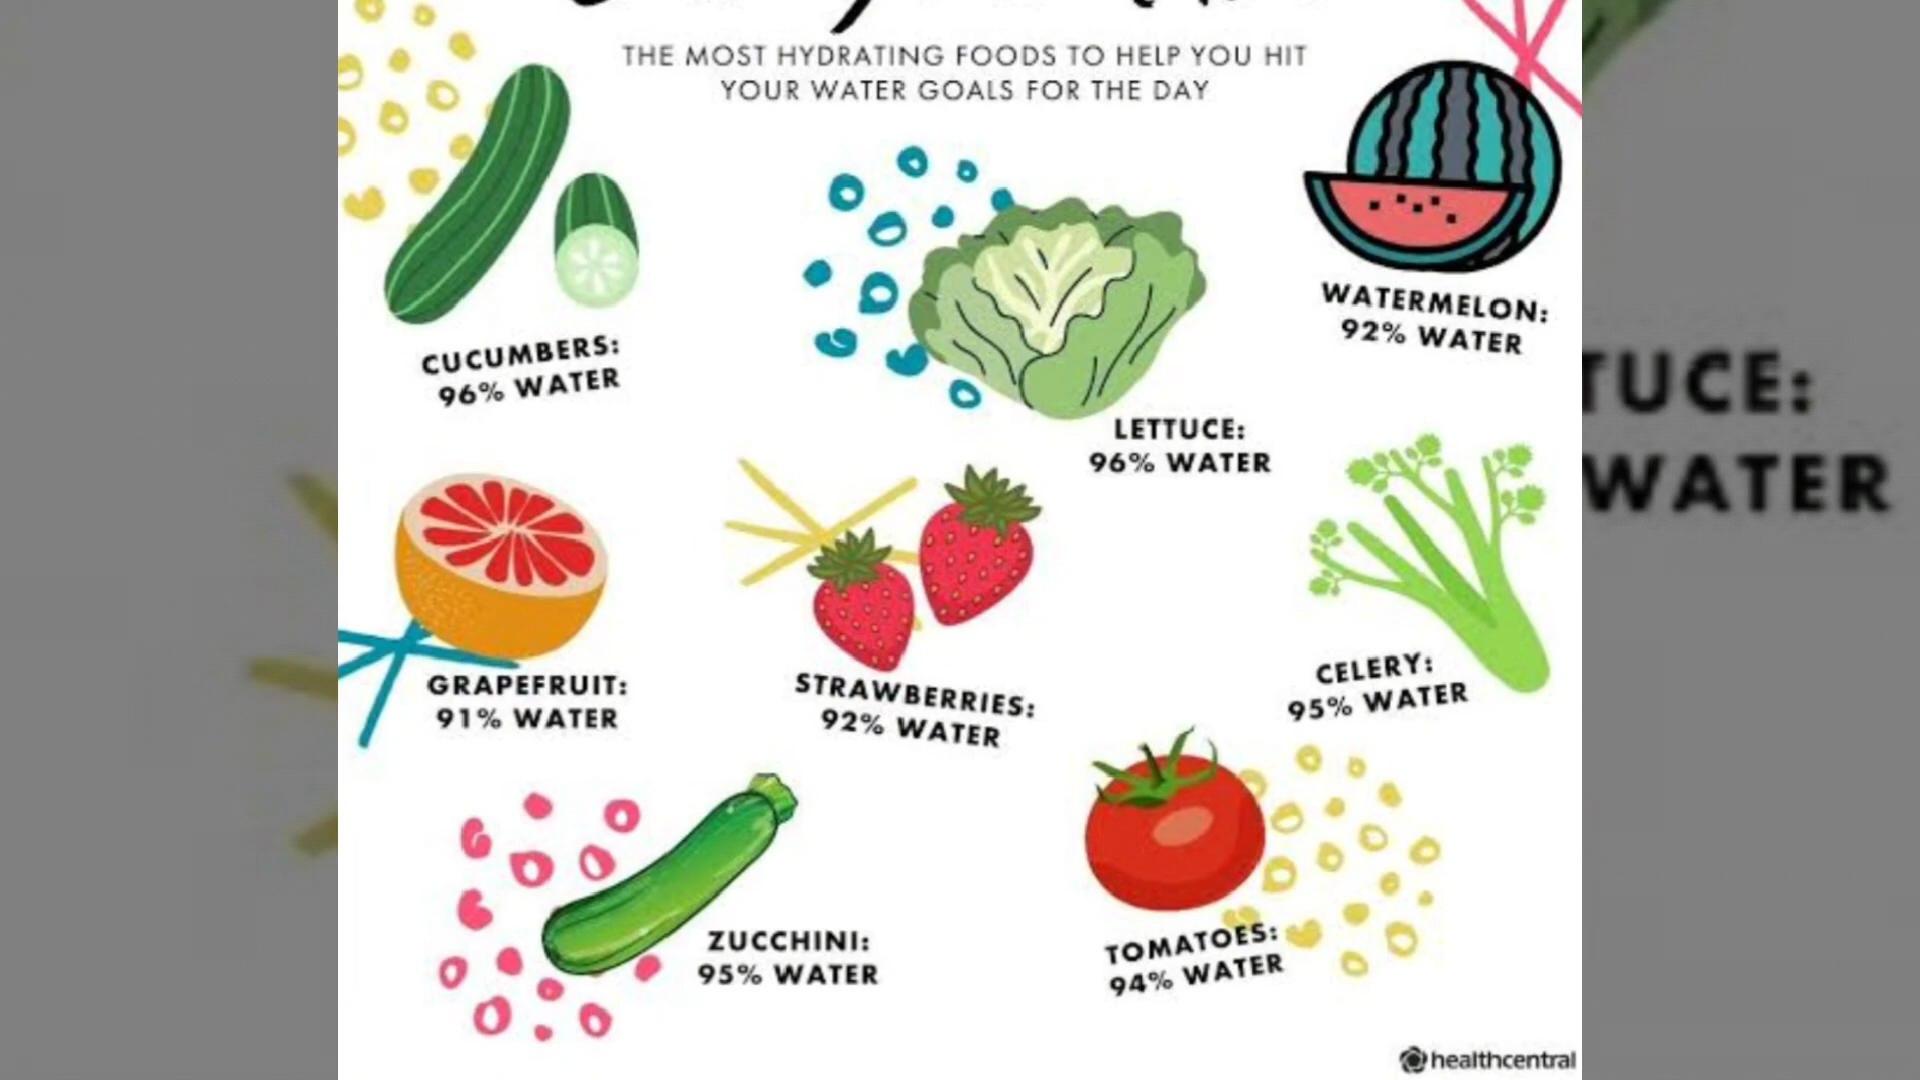 THE MOST HYDRATING FOODS TO HELP YOU HIT
YOUR WATER GOALS FOR THE DAY
CUCUMBERS:
96% WATER
LETTUCE:
96% WATER
WATERMELON:
92% WATER
GRAPEFRUIT:
91% WATER
STRAWBERRIES:
92% WATER
CELERY:
95% WATER
ZUCCHINI:
95% WATER
TOMATOES:
94% WATER
healthcentral
TUCE:
WATER